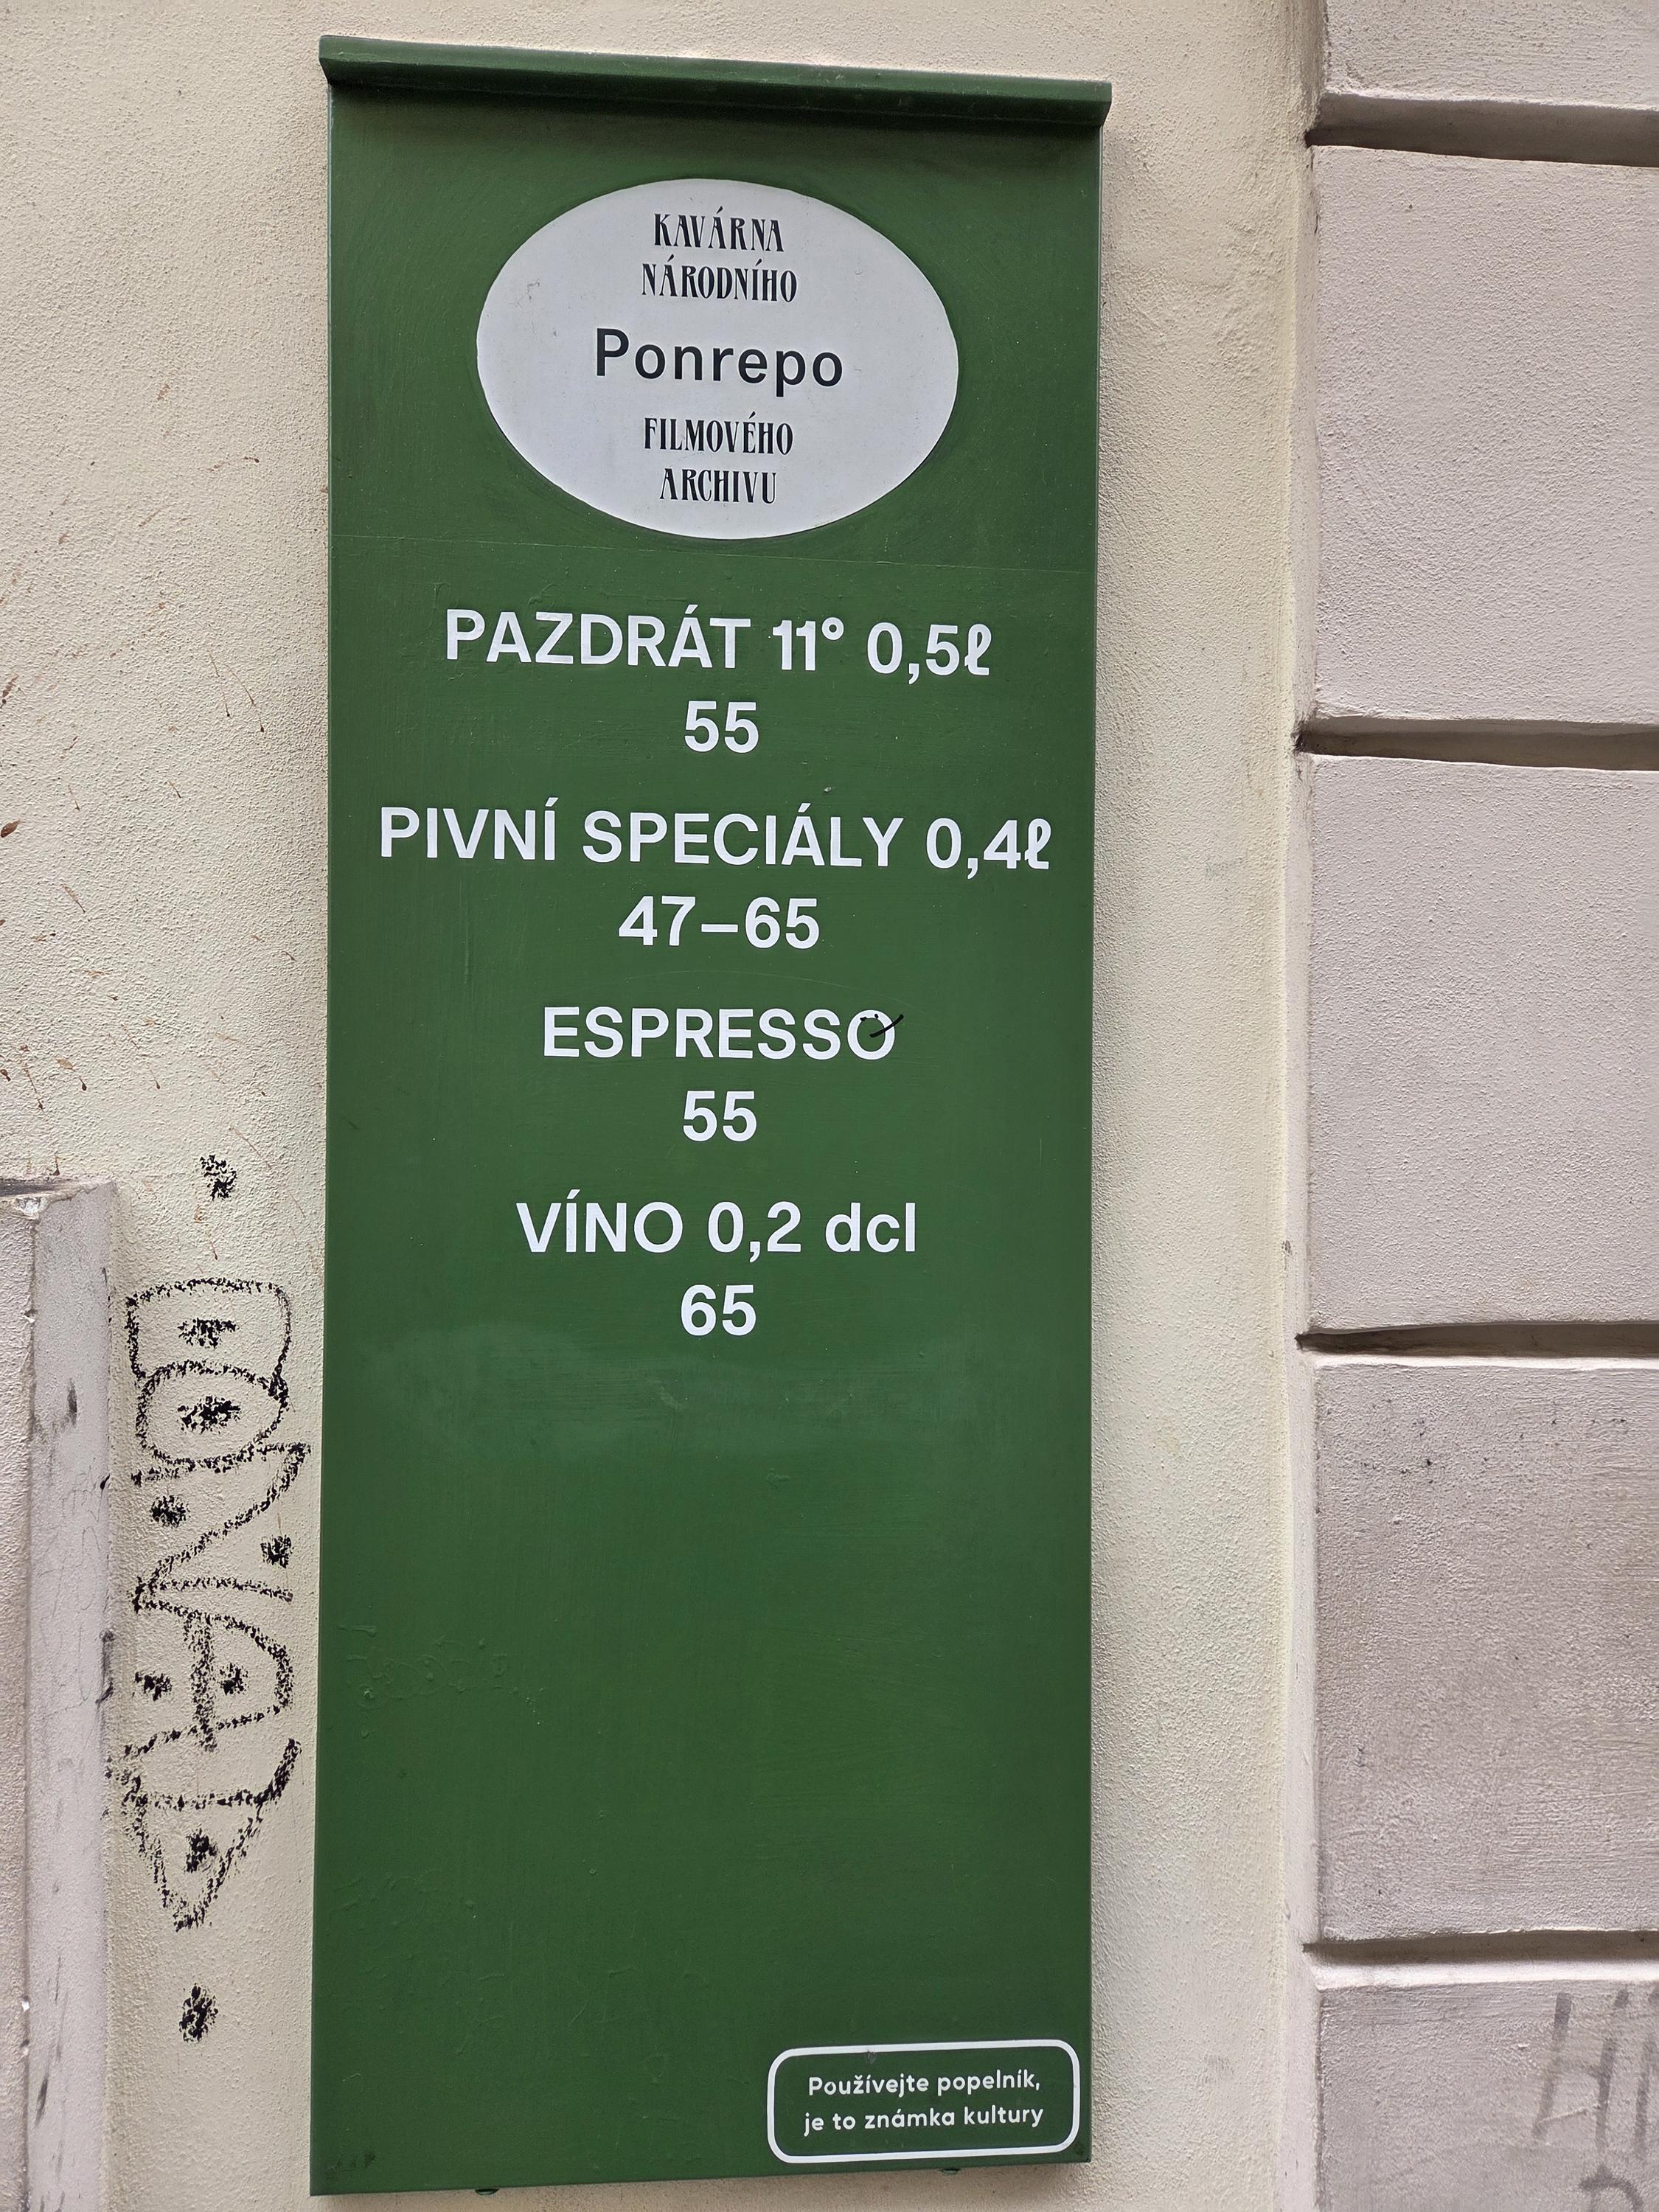 KAVÁRNA
NÁRODNÍHO
Ponrepo
FILMOVÉHO
ARCHIVU
PAZDRÁT 11° 0,5ℓ
55
PIVNÍ SPECIÁLY 0,4ℓ
47–65
ESPRESSO
55
VÍNO 0,2 dcl
65
Používejte popelník,
je to známka kultury